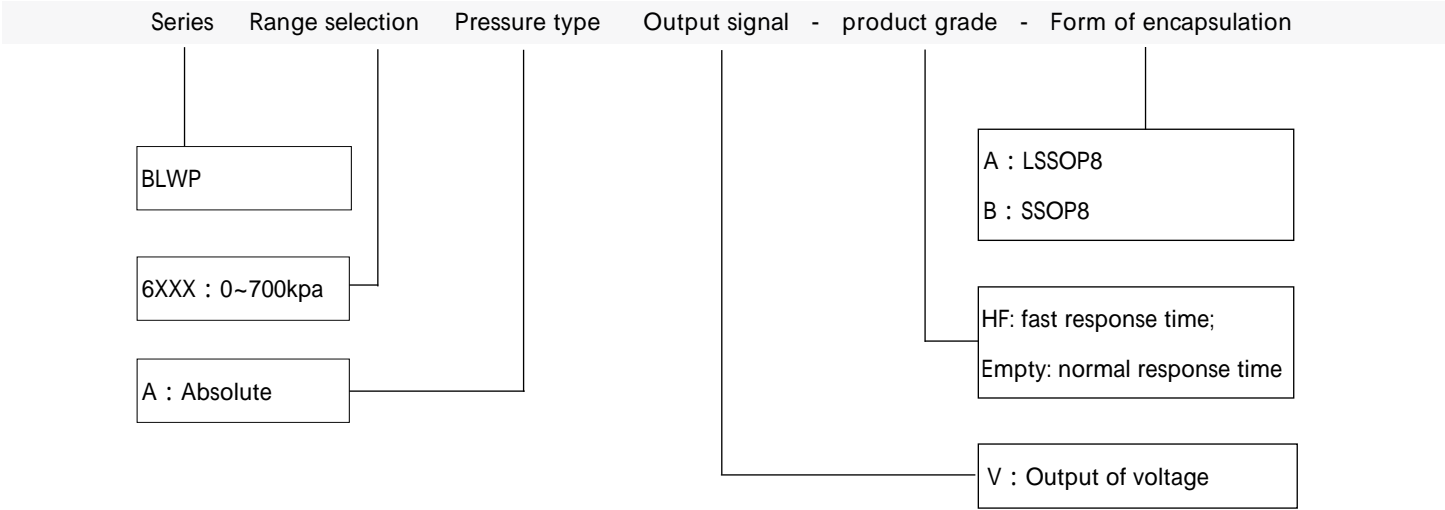 Series Range selection Pressure type Output signal - product grade - Form of encapsulation
BLWP
6XXX：0~700kpa
A：Absolute
A：LSSOP8
B：SSOP8
HF: fast response time;
Empty: normal response time
V：Output of voltage